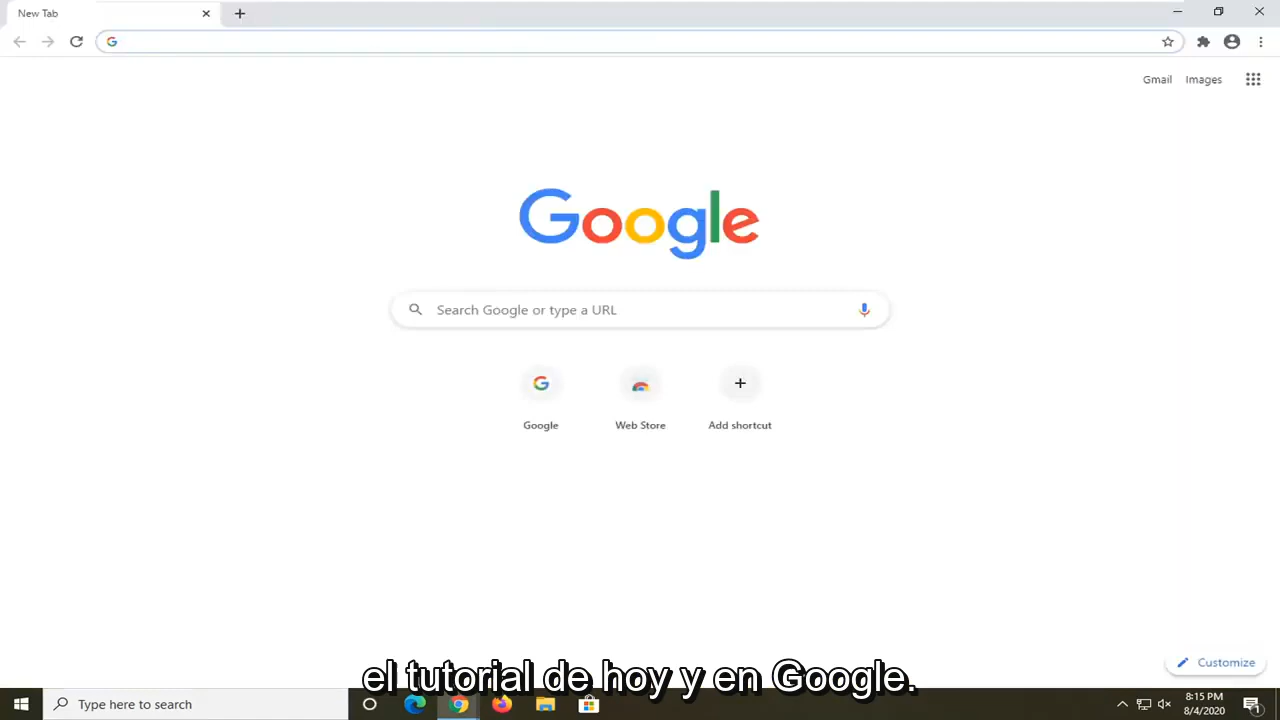 New Tab
Gmail Images
Google
Search Google or type a URL
Google Web Store Add shortcut
Customize
el tutorial de hoy y en Google.
Type here to search
8:15 PM
8/4/2020
1